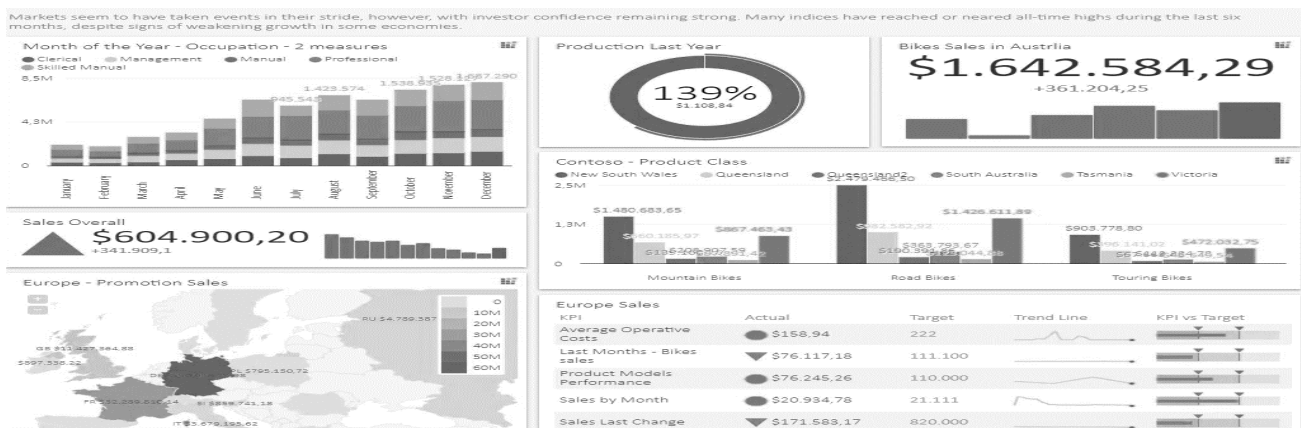 Markets seem to have taken events in their stride, however, with investor confidence remaining strong. Many indices have reached or neared all-time highs during the last six
months, despite signs of weakening growth in some economies.
Month of the Year - Occupation - 2 measures
Clerical Management Manual Professional
Skilled Manual
8,5M
4,3M
0
1.423.574
945.543
January February March April May June July August September October November December
Sales Overall
$604.900,20
+341.909,1
Europe - Promotion Sales
+
-
0
10M
20M
30M
40M
50M
60M
RU $4.789.387
Production Last Year
139%
$1.108,84
Bikes Sales in Austrlia
$1.642.584,29
+361.204,25
Contoso - Product Class
New South Wales Queensland Queensland2 South Australia Tasmania Victoria
2.5M
1.3M
0
$1.480.683,65
$867.463,43
$1.426.611,89
$903.778,80
$472.032,75
Mountain Bikes Road Bikes Touring Bikes
Europe Sales
KPI Actual Target Trend Line KPI vs Target
Average Operative
Costs
$158,94 222
Last Months - Bikes
sales
$76.117,18 111.100
Product Models
Performance
$76.245,26 110.000
Sales by Month $20.934,78 21.111
Sales Last Change $171.583,17 820.000